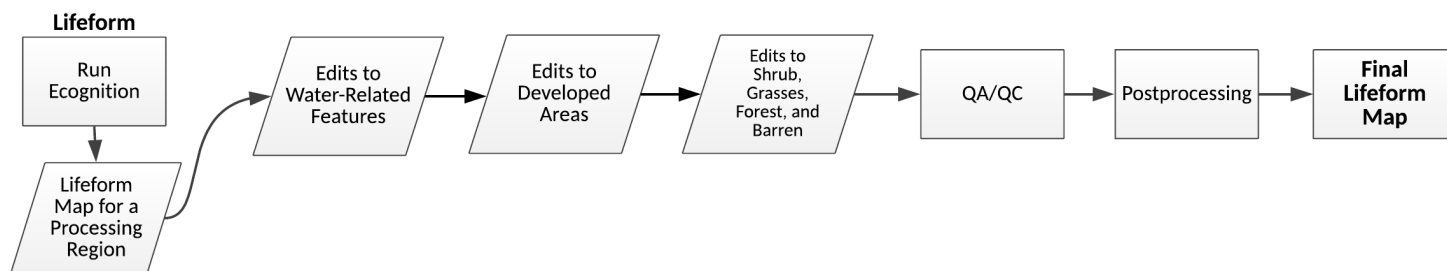 Lifeform
Run
Ecognition
Lifeform
Map for a
Processing
Region
Edits to
Water-Related
Features
Edits to
Developed
Areas
Edits to
Shrub,
Grasses,
Forest, and
Barren
QA/QC
Postprocessing
Final
Lifeform
Map